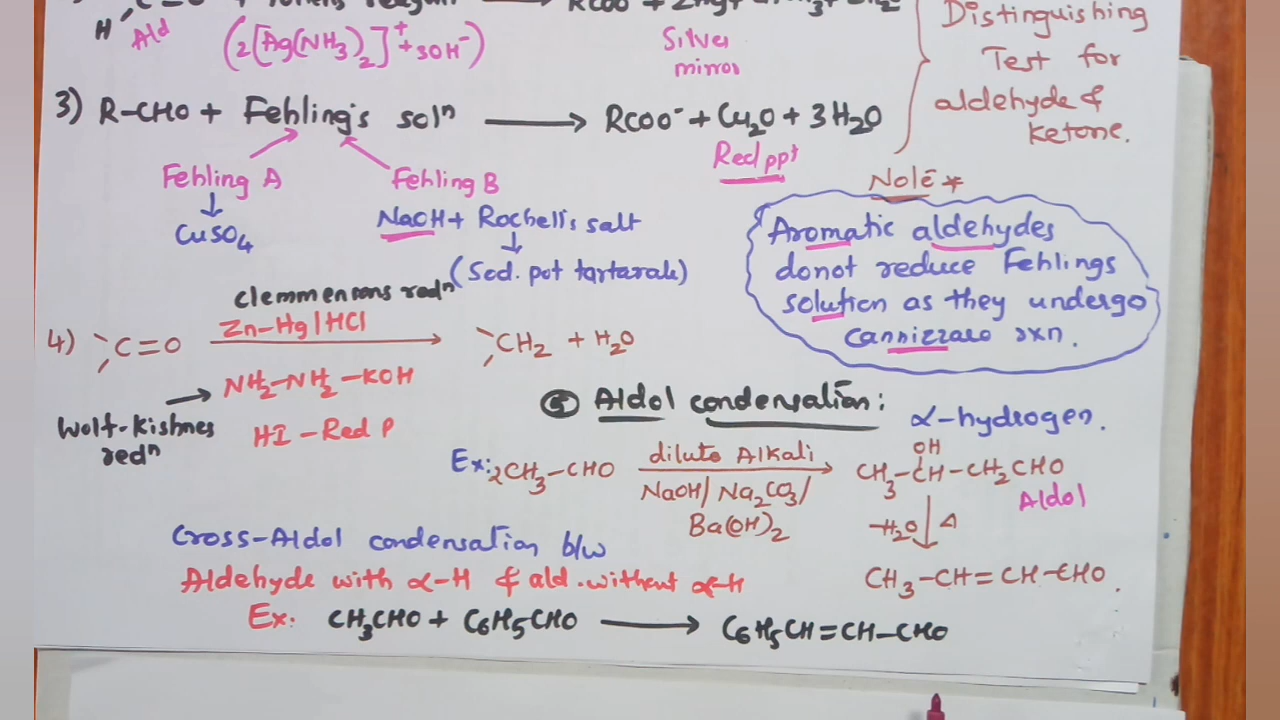 H
Ald
(2[Ag(NH3)2]+ + 3OH-)
Silver
mirror
Distinguishing
Test for
aldehyde &
ketone.
3) R-CHO + Fehling's solⁿ → RCOO⁻ + Cu2O + 3H2O
Red ppt
Fehling A
Fehling B
↓
CuSO4
NaOH + Rochell's salt
↓
(Sod. pot tartarate)
Note *
Aromatic aldehydes
donot reduce Fehlings
solution as they undergo
Cannizzaro rxn.
clemmensons redⁿ
4) >C=O Zn-Hg|HCl → >CH2 + H2O
→ NH2-NH2-KOH
Wolf-Kishner
redⁿ
HI - Red P
⑤ Aldol condensation:
α-hydrogen.
Ex: 2CH3-CHO dilute Alkali → CH3-CH-CH2CHO
OH
NaOH/ Na2CO3/
Ba(OH)2
Aldol
-H2O ↓ Δ
CH3-CH=CH-CHO.
Cross-Aldol condensation b/w
Aldehyde with α-H & ald. without α-H
Ex: CH3CHO + C6H5CHO → C6H5CH=CH-CHO